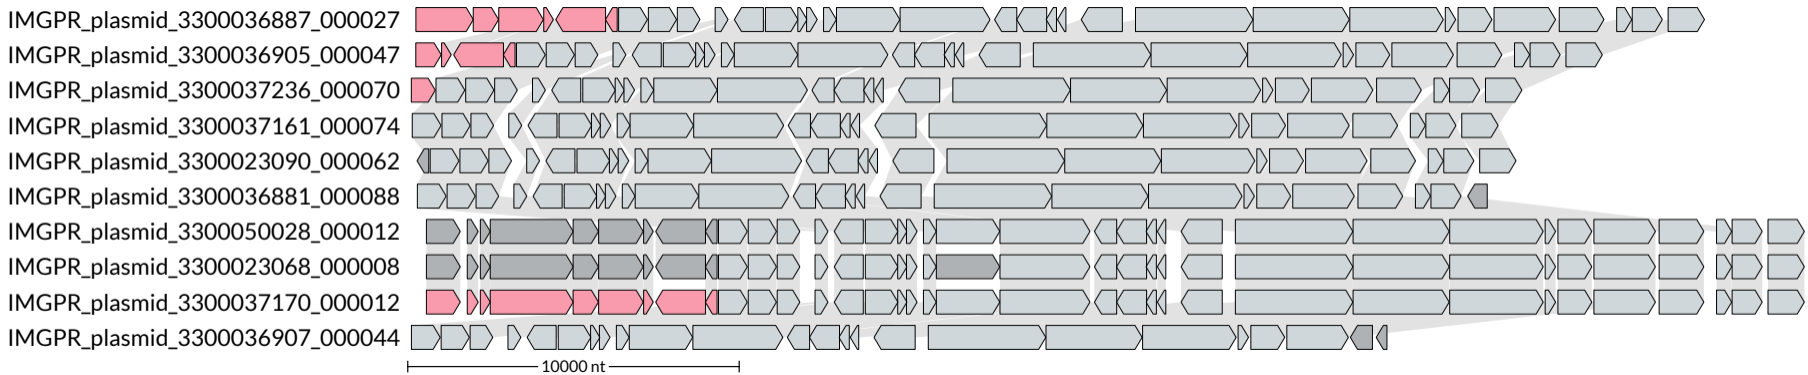 IMGPR_plasmid_3300036887_000027
IMGPR_plasmid_3300036905_000047
IMGPR_plasmid_3300037236_000070
IMGPR_plasmid_3300037161_000074
IMGPR_plasmid_3300023090_000062
IMGPR_plasmid_3300036881_000088
IMGPR_plasmid_3300050028_000012
IMGPR_plasmid_3300023068_000008
IMGPR_plasmid_3300037170_000012
IMGPR_plasmid_3300036907_000044
10000 nt